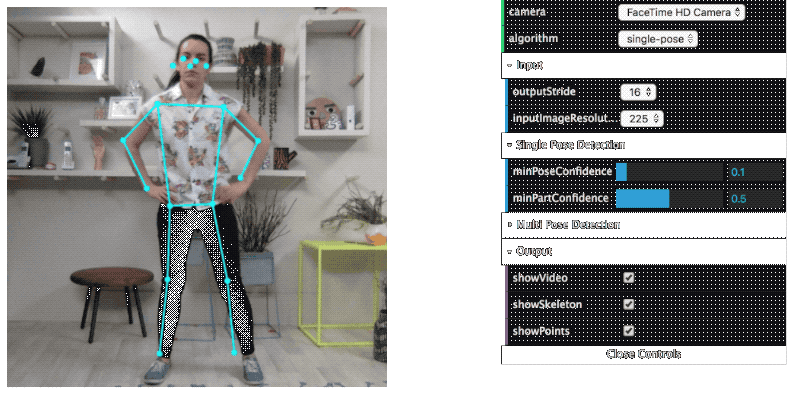 camera FaceTime HD Camera
algorithm single-pose
Input
outputStride 16
inputImageResolut... 225
Single Pose Detection
minPoseConfidence 0.1
minPartConfidence 0.5
Multi Pose Detection
Output
showVideo
showSkeleton
showPoints
Close Controls